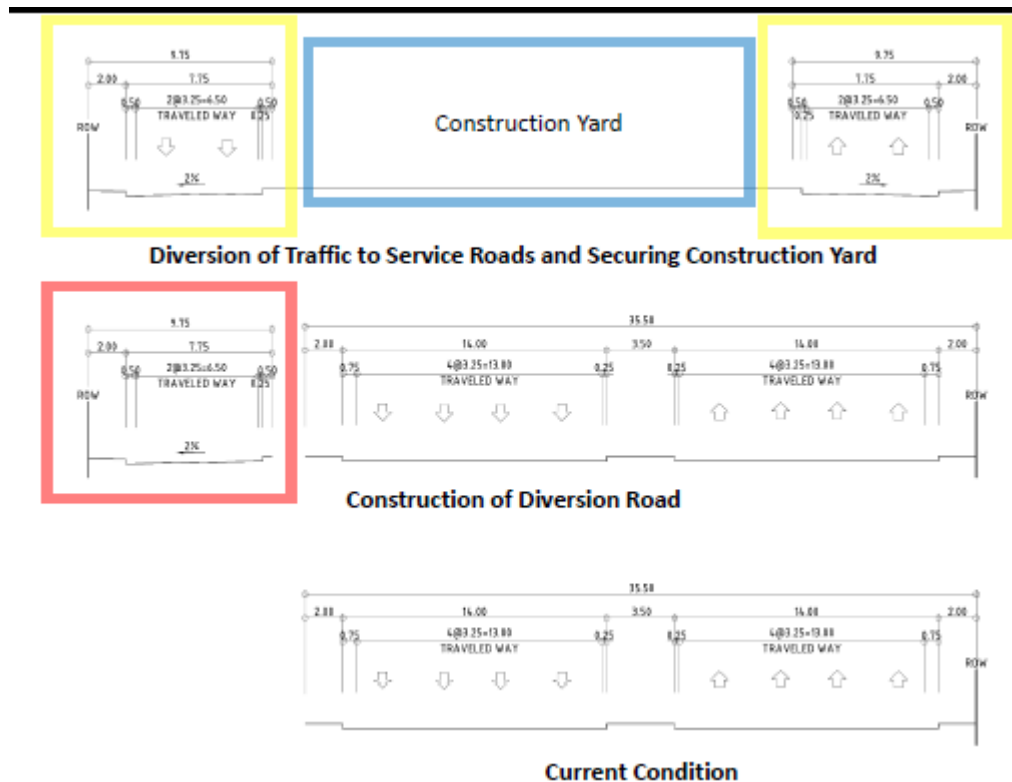 9.75 9.75
2.00 7.75 7.75 2.00
0.50 2@3.25=6.50 0.50 0.50 2@3.25=6.50 0.50
TRAVELED WAY 0.25 0.25 TRAVELED WAY
ROW ROW
Construction Yard
2% 2%
Diversion of Traffic to Service Roads and Securing Construction Yard
9.75 35.50
2.00 7.75 2.00 14.00 3.50 14.00 2.00
0.50 2@3.25=6.50 0.50 0.75 4@3.25=13.00 0.25 0.25 4@3.25=13.00 0.75
TRAVELED WAY 0.25 TRAVELED WAY TRAVELED WAY
ROW ROW
2%
Construction of Diversion Road
35.50
2.00 14.00 3.50 14.00 2.00
0.75 4@3.25=13.00 0.25 0.25 4@3.25=13.00 0.75
TRAVELED WAY TRAVELED WAY
ROW
Current Condition